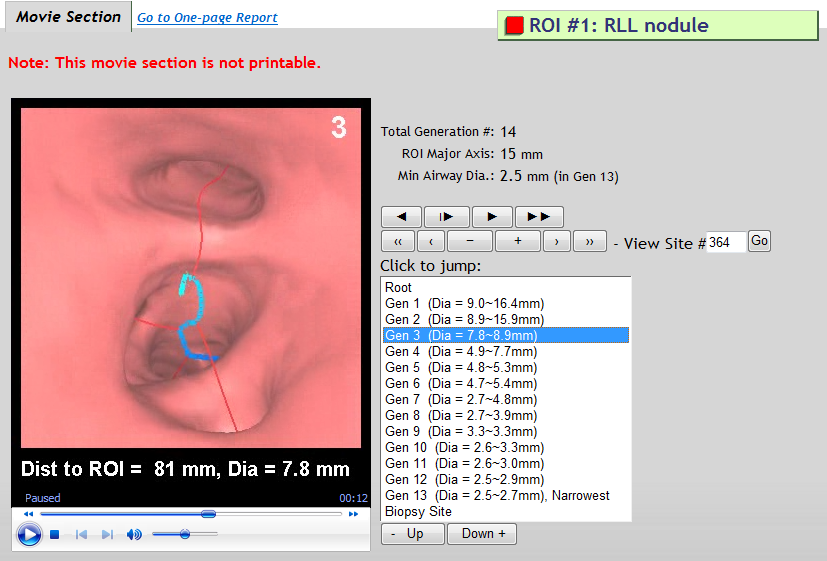 Movie Section
Go to One-page Report
ROI #1: RLL nodule
Note: This movie section is not printable.
3
Total Generation #: 14
ROI Major Axis: 15 mm
Min Airway Dia.: 2.5 mm (in Gen 13)
- View Site # 364 Go
Click to jump:
Root
Gen 1 (Dia = 9.0~16.4mm)
Gen 2 (Dia = 8.9~15.9mm)
Gen 3 (Dia = 7.8~8.9mm)
Gen 4 (Dia = 4.9~7.7mm)
Gen 5 (Dia = 4.8~5.3mm)
Gen 6 (Dia = 4.7~5.4mm)
Gen 7 (Dia = 2.7~4.8mm)
Gen 8 (Dia = 2.7~3.9mm)
Gen 9 (Dia = 3.3~3.3mm)
Gen 10 (Dia = 2.6~3.3mm)
Gen 11 (Dia = 2.6~3.0mm)
Gen 12 (Dia = 2.5~2.9mm)
Gen 13 (Dia = 2.5~2.7mm), Narrowest
Biopsy Site
- Up
Down +
Dist to ROI = 81 mm, Dia = 7.8 mm
Paused
00:12